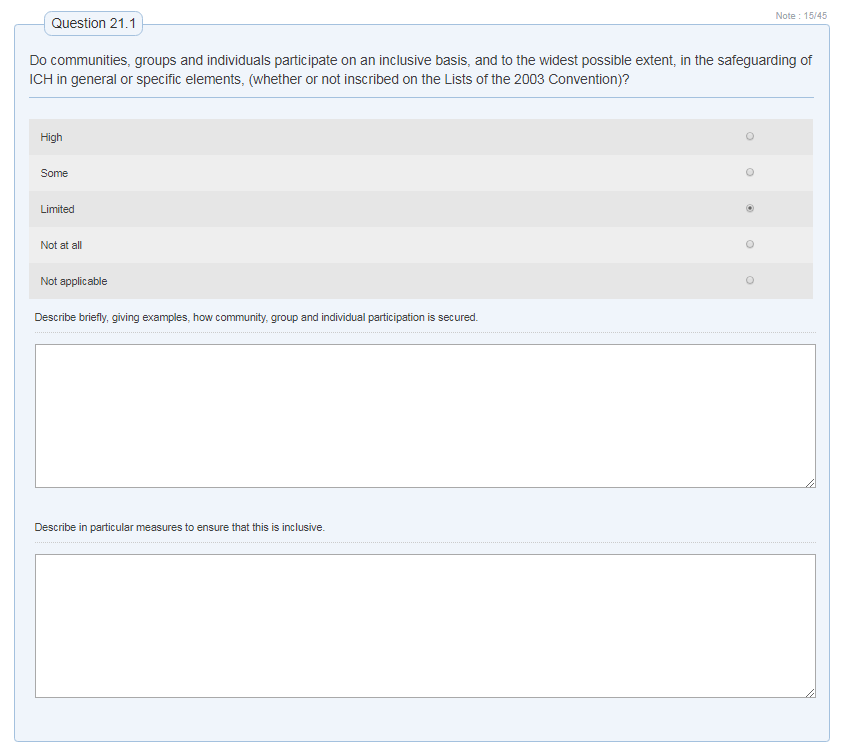 Note : 15/45
Question 21.1
Do communities, groups and individuals participate on an inclusive basis, and to the widest possible extent, in the safeguarding of
ICH in general or specific elements, (whether or not inscribed on the Lists of the 2003 Convention)?
High
Some
Limited
Not at all
Not applicable
Describe briefly, giving examples, how community, group and individual participation is secured.
Describe in particular measures to ensure that this is inclusive.